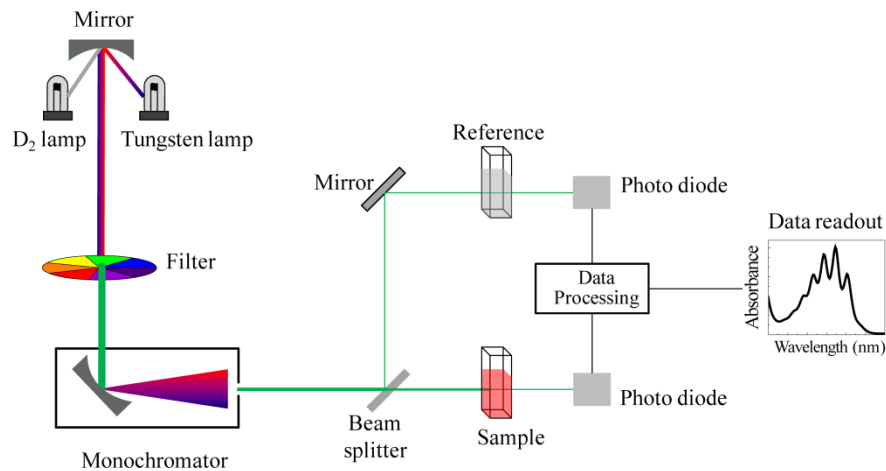 Mirror
D₂ lamp
Tungsten lamp
Filter
Monochromator
Mirror
Reference
Photo diode
Beam
splitter
Sample
Photo diode
Data
Processing
Data readout
Absorbance
Wavelength (nm)